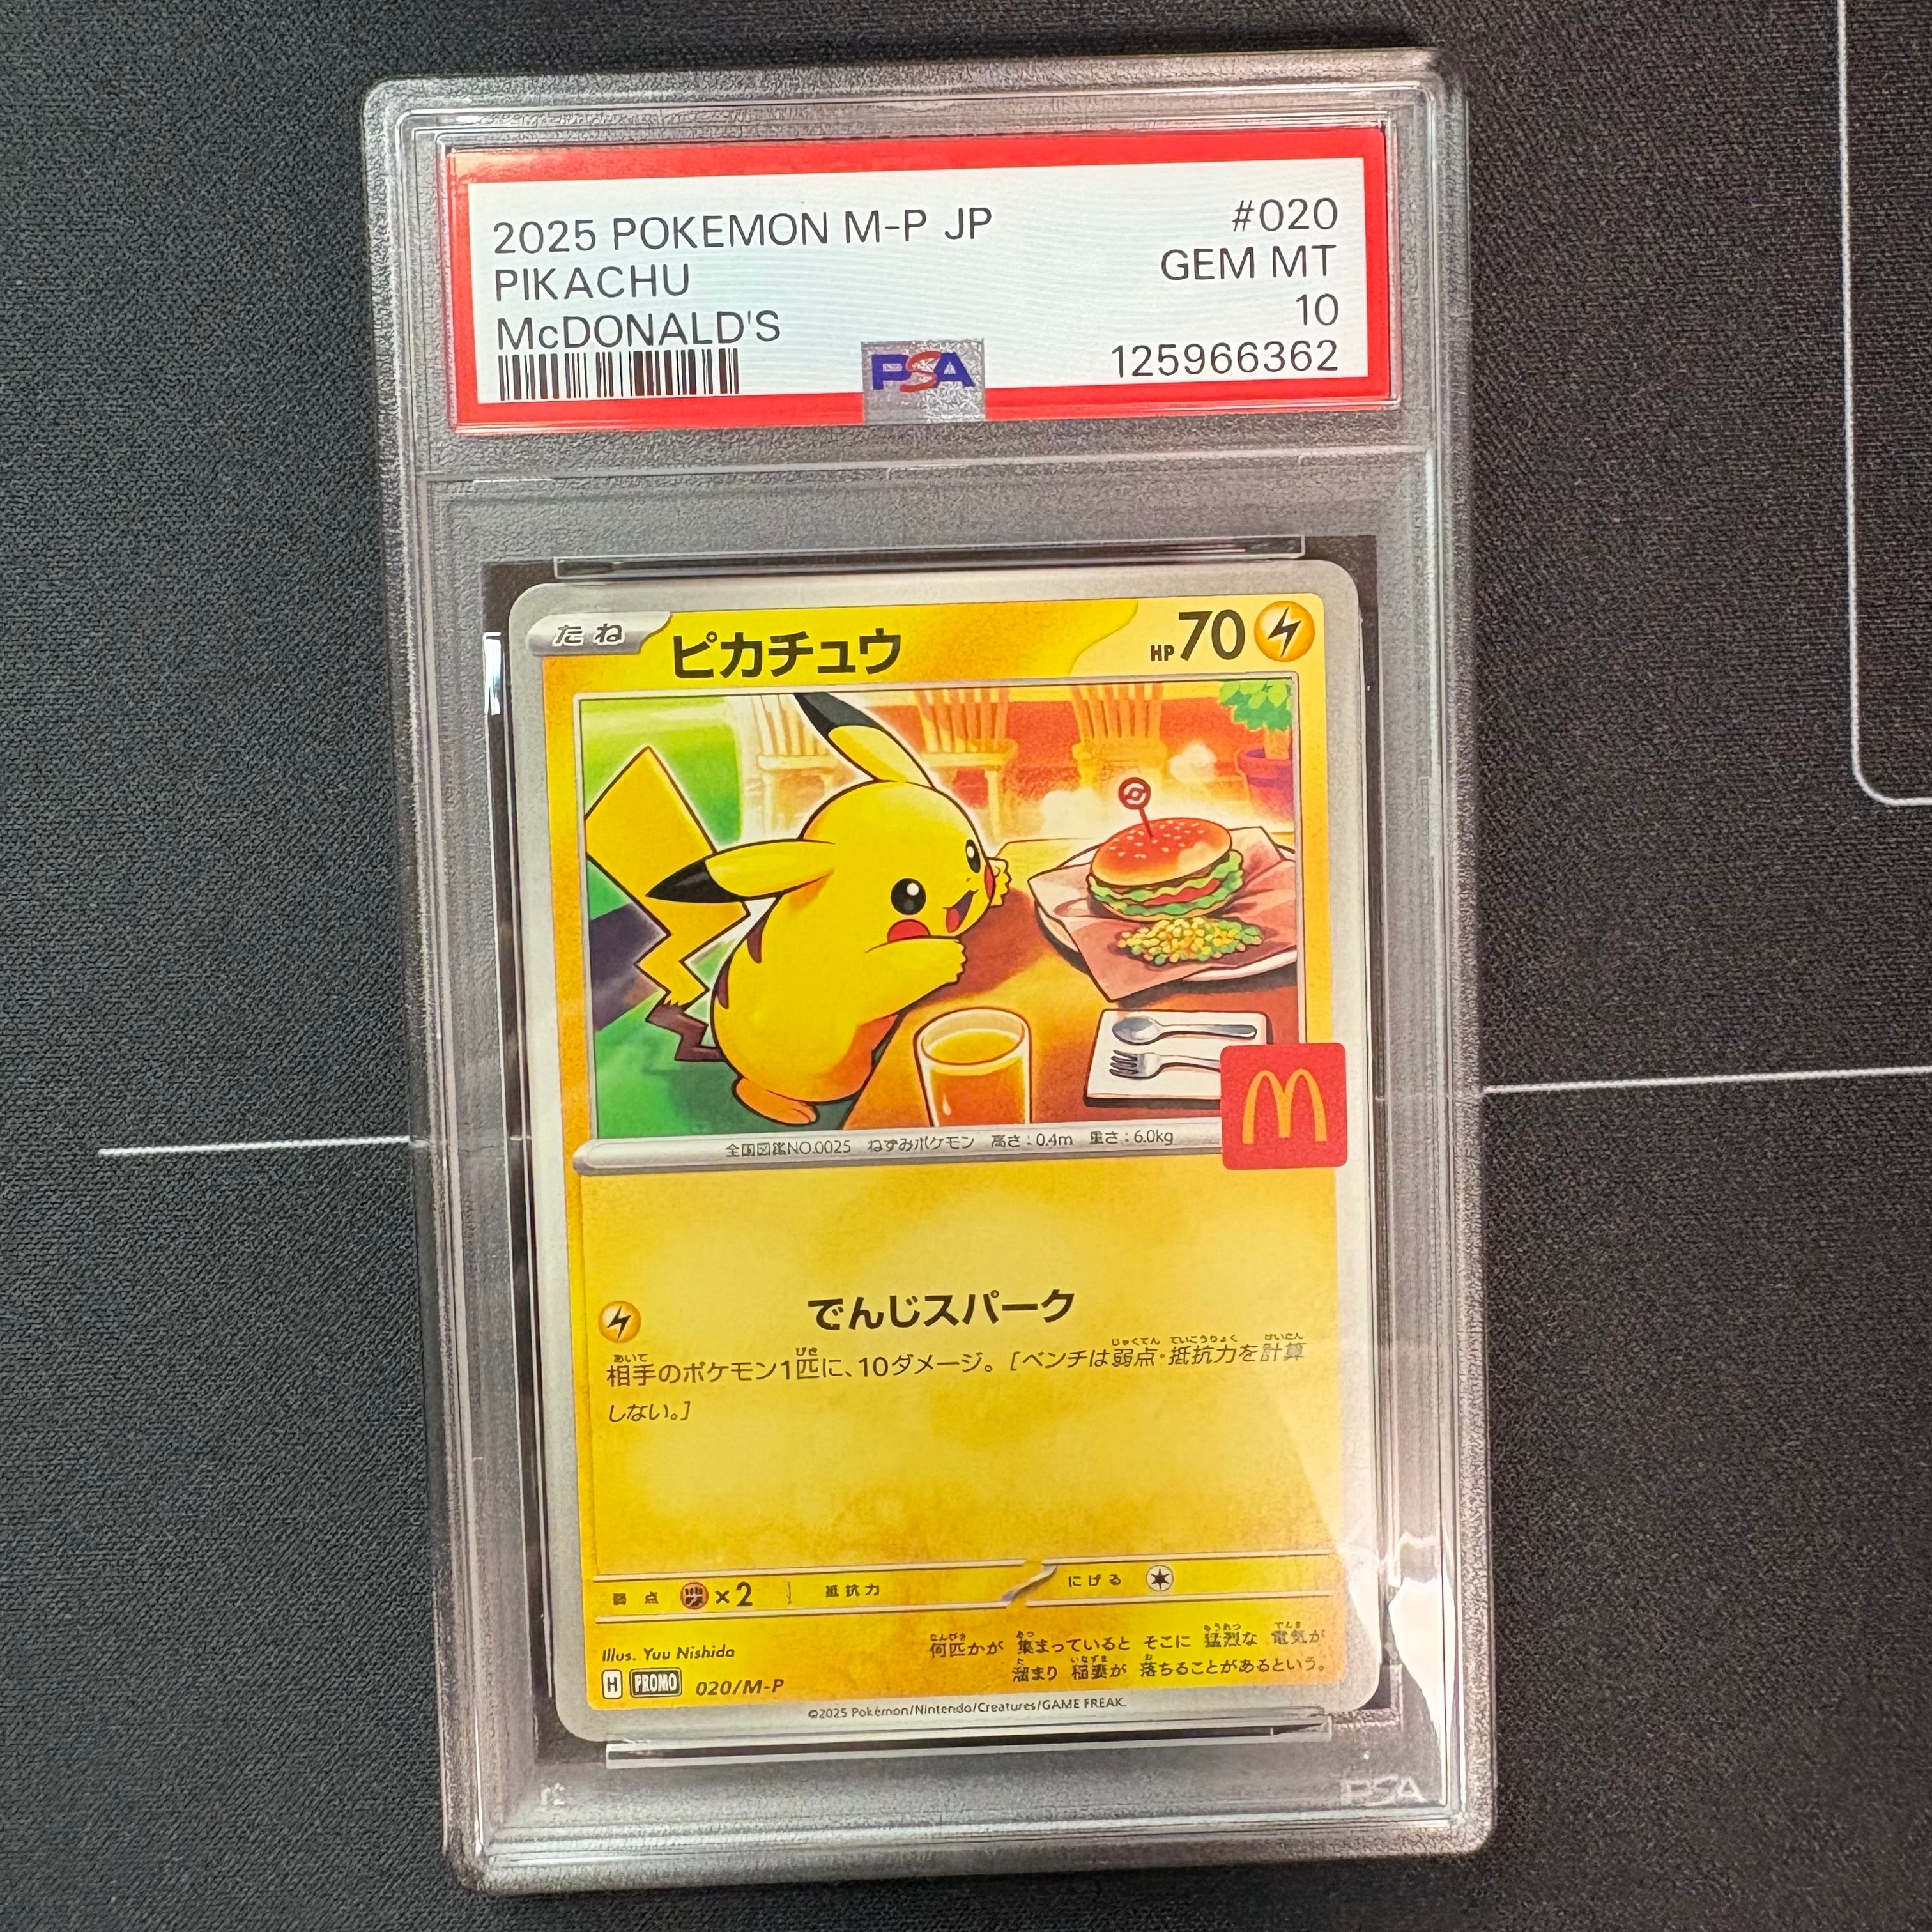 2025 POKEMON M-P JP #020
PIKACHU GEM MT
McDONALD'S 10
PSA 125966362
たね ピカチュウ HP70
M
全国図鑑NO.0025 ねずみポケモン 高さ:0.4m 重さ:6.0kg
でんじスパーク
相手のポケモン1匹に、10ダメージ。[ベンチは弱点・抵抗力を計算
しない。]
弱点 ×2 抵抗力 にげる
Illus. Yuu Nishida
何匹かが 集まっていると そこに 猛烈な 電気が
溜まり 稲妻が 落ちることがあるという。
H PROMO 020/M-P
©2025 Pokémon/Nintendo/Creatures/GAME FREAK.
PSA